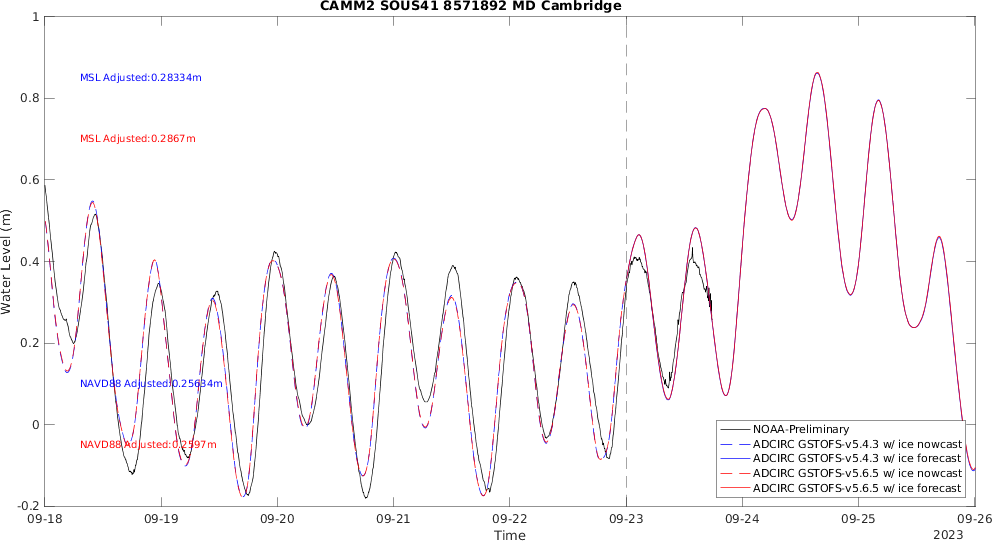 CAMM2 SOUS41 8571892 MD Cambridge
1
0.8
0.6
0.4
0.2
0
-0.2
Water Level (m)
MSL Adjusted:0.28334m
MSL Adjusted:0.2867m
NAVD88 Adjusted:0.25634m
NAVD88 Adjusted:0.2597m
NOAA-Preliminary
ADCIRC GSTOFS-v5.4.3 w/ ice nowcast
ADCIRC GSTOFS-v5.4.3 w/ ice forecast
ADCIRC GSTOFS-v5.6.5 w/ ice nowcast
ADCIRC GSTOFS-v5.6.5 w/ ice forecast
09-18 09-19 09-20 09-21 09-22 09-23 09-24 09-25 09-26
Time
2023